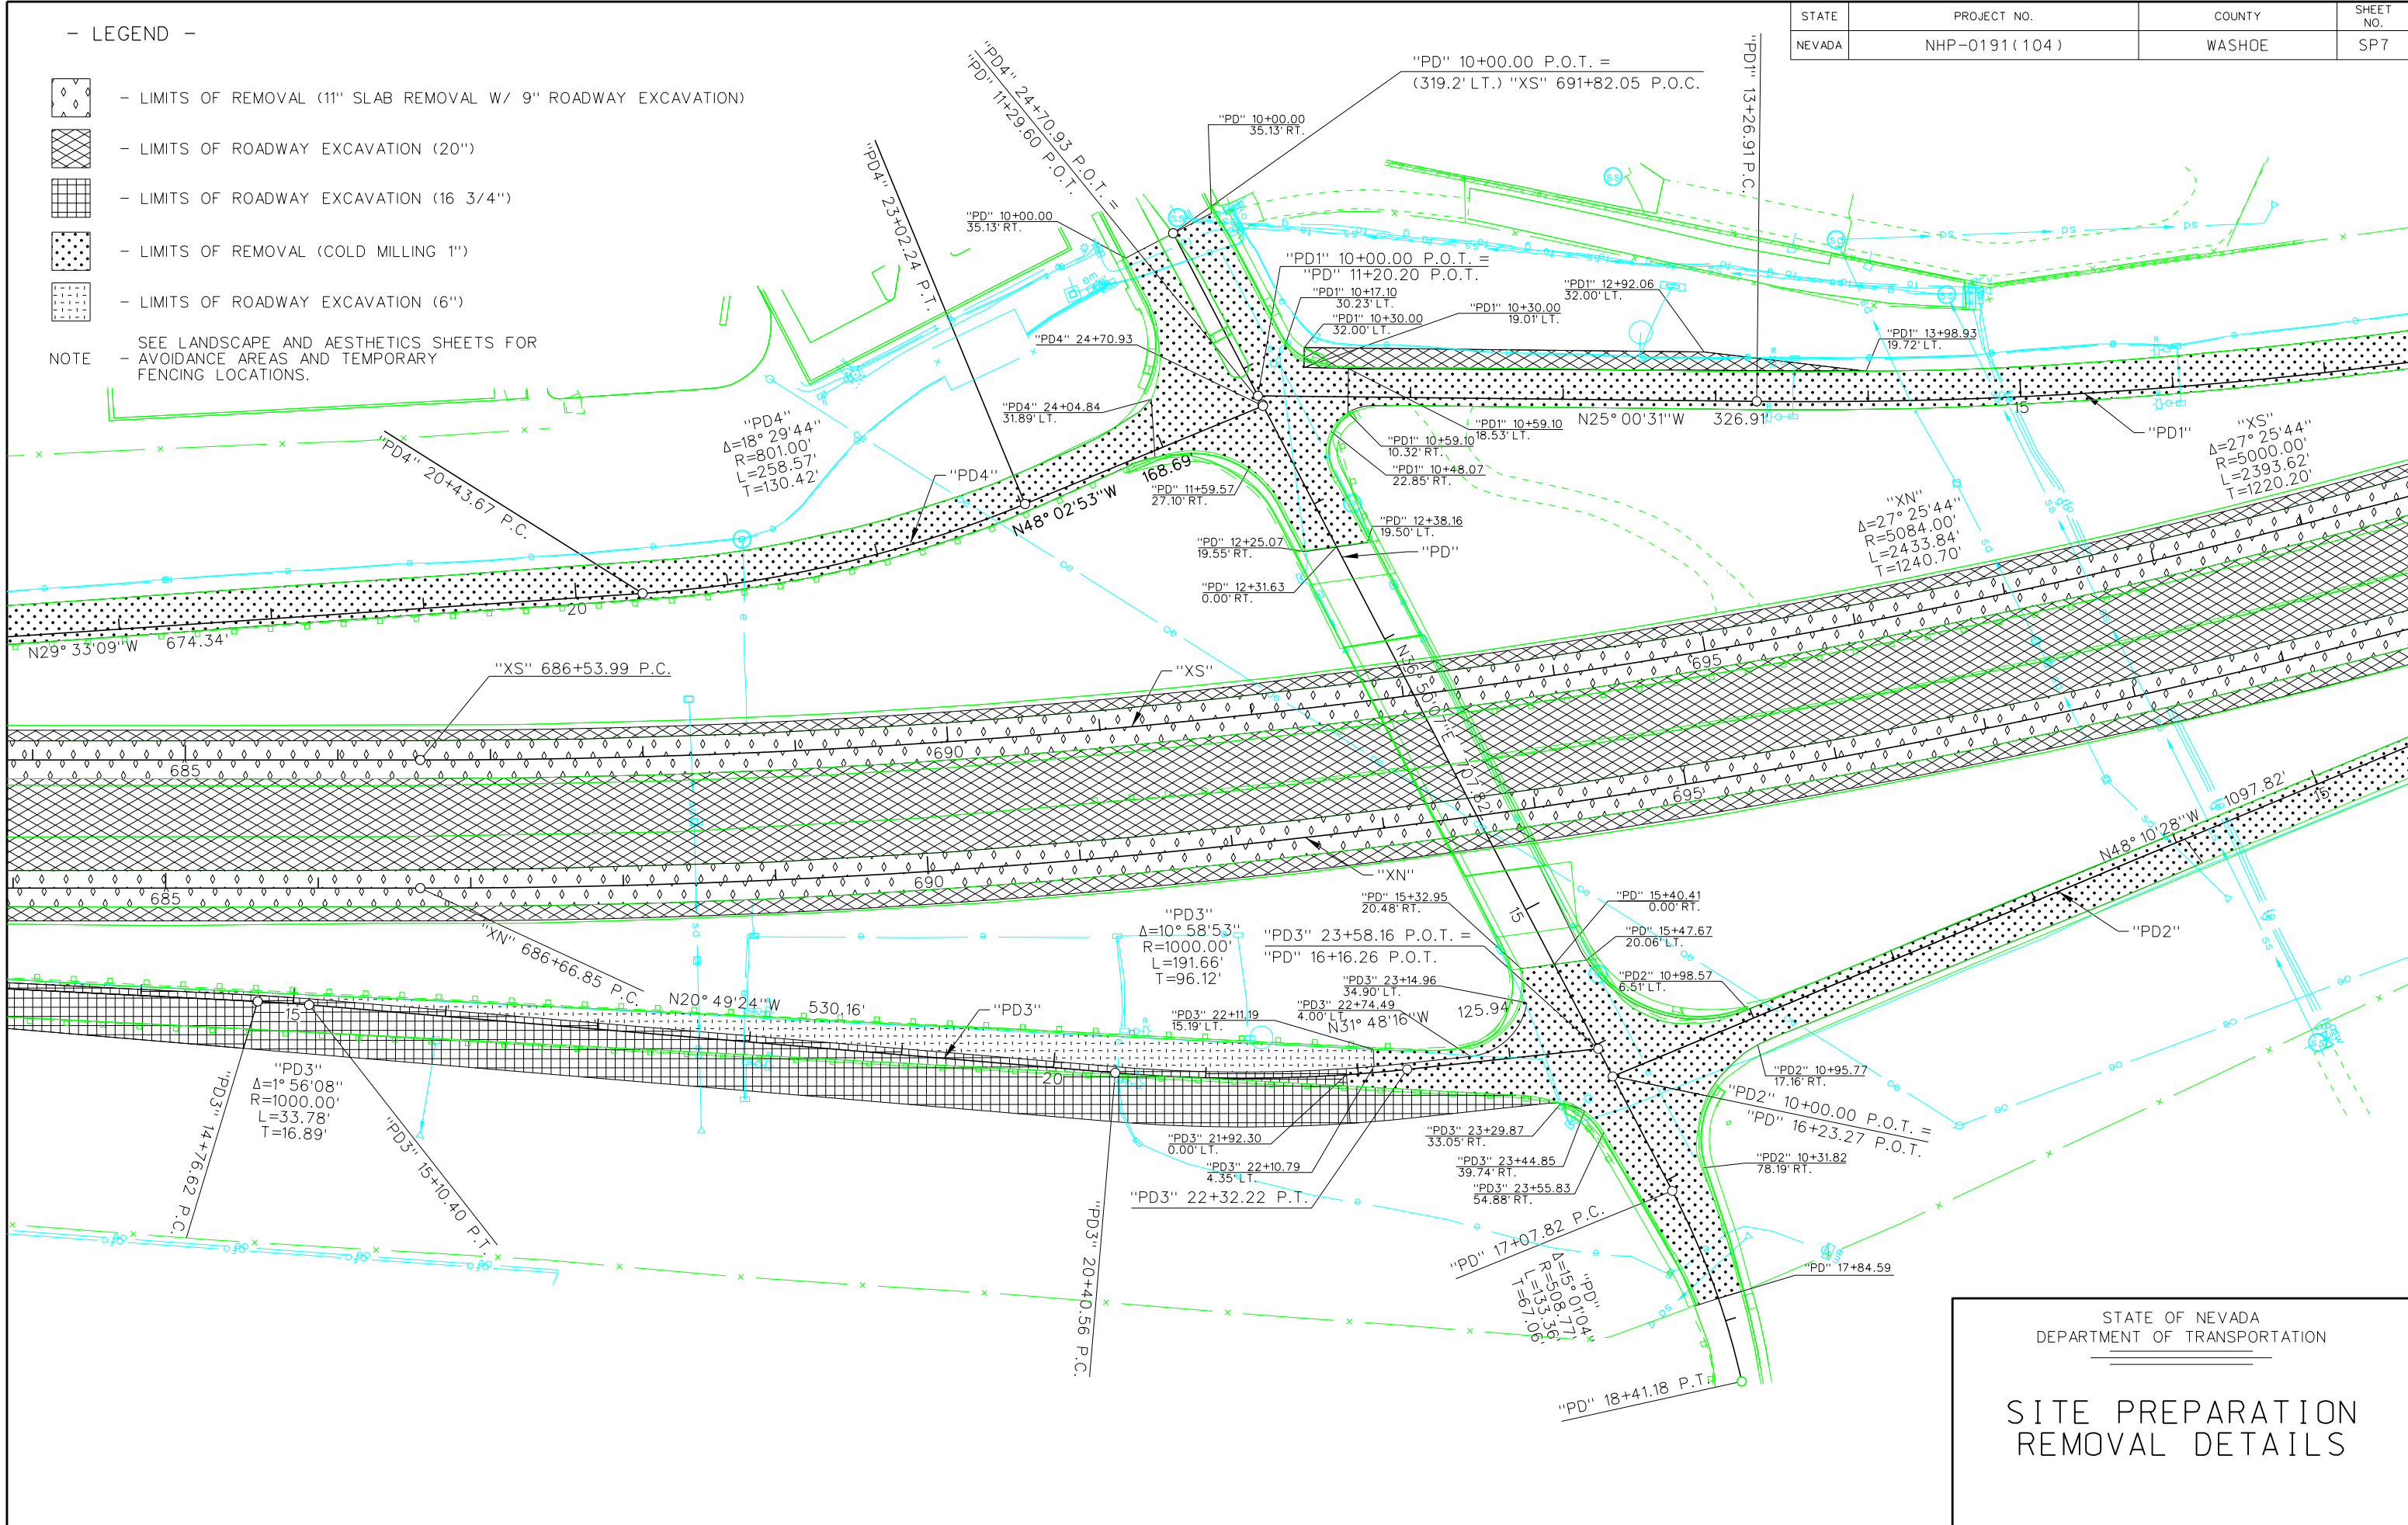 STATE
PROJECT NO.
COUNTY
SHEET
NO.
NEVADA
NHP-0191(104)
WASHOE
SP7
- LEGEND -
- LIMITS OF REMOVAL (11" SLAB REMOVAL W/ 9" ROADWAY EXCAVATION)
- LIMITS OF ROADWAY EXCAVATION (20")
- LIMITS OF ROADWAY EXCAVATION (16 3/4")
- LIMITS OF REMOVAL (COLD MILLING 1")
- LIMITS OF ROADWAY EXCAVATION (6")
NOTE - SEE LANDSCAPE AND AESTHETICS SHEETS FOR
AVOIDANCE AREAS AND TEMPORARY
FENCING LOCATIONS.
"PD4" 24+70.93 P.O.T. =
"PD" 11+29.60 P.O.T.
"PD" 10+00.00 P.O.T. =
(319.2' LT.) "XS" 691+82.05 P.O.C.
"PD1" 13+26.91 P.C.
"PD" 10+00.00
35.13' RT.
"PD4" 23+02.24 P.T.
"PD" 10+00.00
35.13' RT.
"PD1" 10+00.00 P.O.T. =
"PD" 11+20.20 P.O.T.
"PD1" 10+17.10
30.23' LT.
"PD1" 10+30.00
32.00' LT.
"PD1" 12+92.06
32.00' LT.
"PD1" 10+30.00
19.01' LT.
"PD1" 13+98.93
19.72' LT.
"PD4" 24+70.93
"PD4" 24+04.84
31.89' LT.
"PD4"
Δ=18° 29'44"
R=801.00'
L=258.57'
T=130.42'
"PD4" 20+43.67 P.C.
"PD4"
N48° 02'53"W
168.69'
"PD" 11+59.57
27.10' RT.
"PD1" 10+59.10
18.53' LT.
"PD1" 10+59.10
10.32' RT.
"PD1" 10+48.07
22.85' RT.
N25° 00'31"W 326.91'
15
"PD1"
"XS"
Δ=27° 25'44"
R=5000.00'
L=2393.62'
T=1220.20'
"XN"
Δ=27° 25'44"
R=5084.00'
L=2433.84'
T=1240.70'
"PD" 12+38.16
19.50' LT.
"PD" 12+25.07
19.55' RT.
"PD"
"PD" 12+31.63
0.00' RT.
20
N29° 33'09"W 674.34'
"XS" 686+53.99 P.C.
"XS"
N36° 50'07"E 707.82'
685
690
695
685
690
695
"XN"
"XN" 686+66.85 P.C.
"PD" 15+32.95
20.48' RT.
15
"PD" 15+40.41
0.00' RT.
"PD" 15+47.67
20.06' LT.
N48° 10'28"W 1097.82'
15
"PD2"
"PD3"
Δ=10° 58'53"
R=1000.00'
L=191.66'
T=96.12'
"PD3" 23+58.16 P.O.T. =
"PD" 16+16.26 P.O.T.
"PD3" 23+14.96
34.90' LT.
"PD3" 22+74.49
4.00' LT.
"PD2" 10+98.57
6.51' LT.
N20° 49'24"W 530.16'
"PD3"
"PD3" 22+11.19
15.19' LT.
N31° 48'16"W
125.94'
15
20
"PD3"
Δ=1° 56'08"
R=1000.00'
L=33.78'
T=16.89'
"PD3" 14+76.62 P.C.
"PD3" 15+10.40 P.T.
"PD3" 20+40.56 P.C.
"PD3" 21+92.30
0.00' LT.
"PD3" 22+10.79
4.35' LT.
"PD3" 22+32.22 P.T.
"PD3" 23+29.87
33.05' RT.
"PD3" 23+44.85
39.74' RT.
"PD3" 23+55.83
54.88' RT.
"PD2" 10+95.77
17.16' RT.
"PD2" 10+00.00 P.O.T. =
"PD" 16+23.27 P.O.T.
"PD2" 10+31.82
78.19' RT.
"PD" 17+07.82 P.C.
"PD"
Δ=15° 01'04"
R=508.77'
L=133.36'
T=67.06'
"PD" 17+84.59
"PD" 18+41.18 P.T.
STATE OF NEVADA
DEPARTMENT OF TRANSPORTATION
SITE PREPARATION
REMOVAL DETAILS